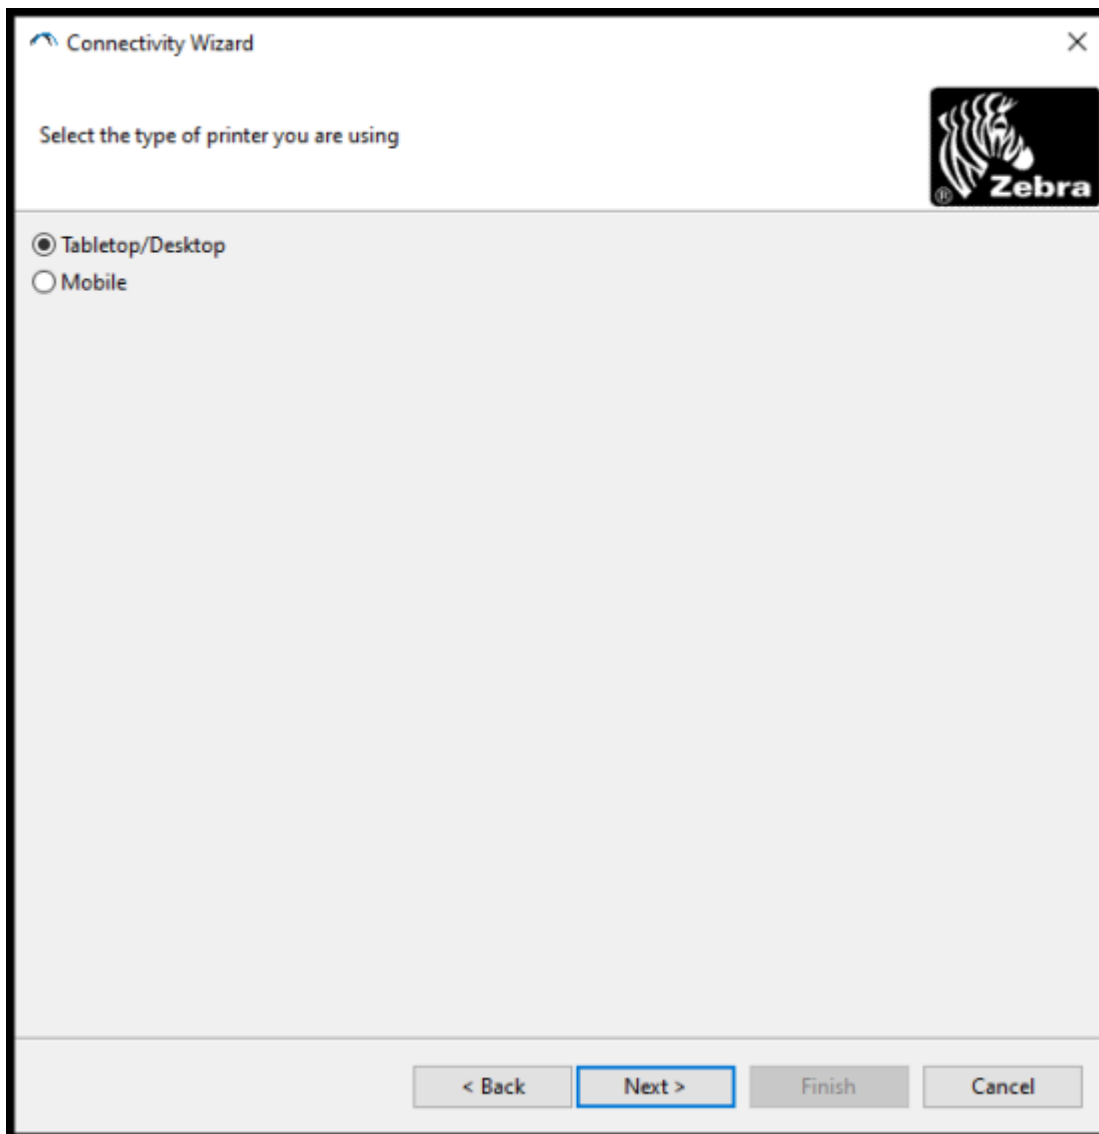 Connectivity Wizard
Select the type of printer you are using
® Zebra
Tabletop/Desktop
Mobile
< Back Next > Finish Cancel